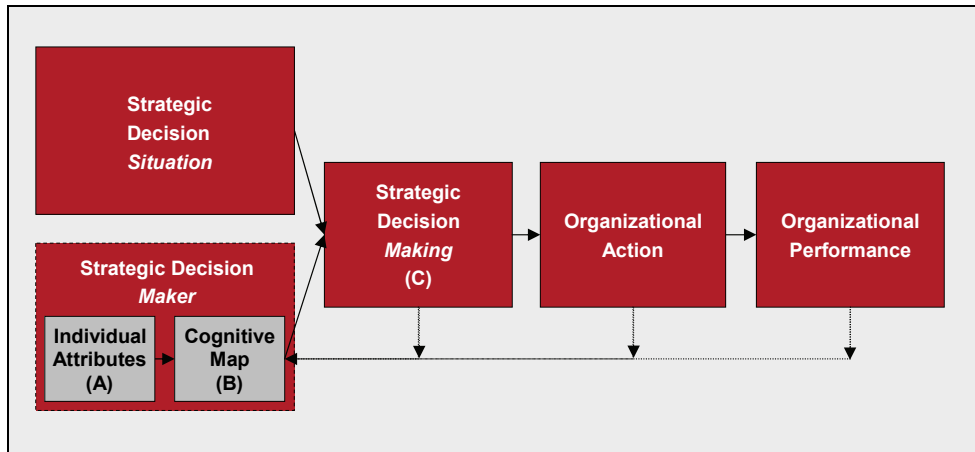 Strategic
Decision
Situation
Strategic Decision
Maker
Individual
Attributes
(A)
Cognitive
Map
(B)
Strategic
Decision
Making
(C)
Organizational
Action
Organizational
Performance